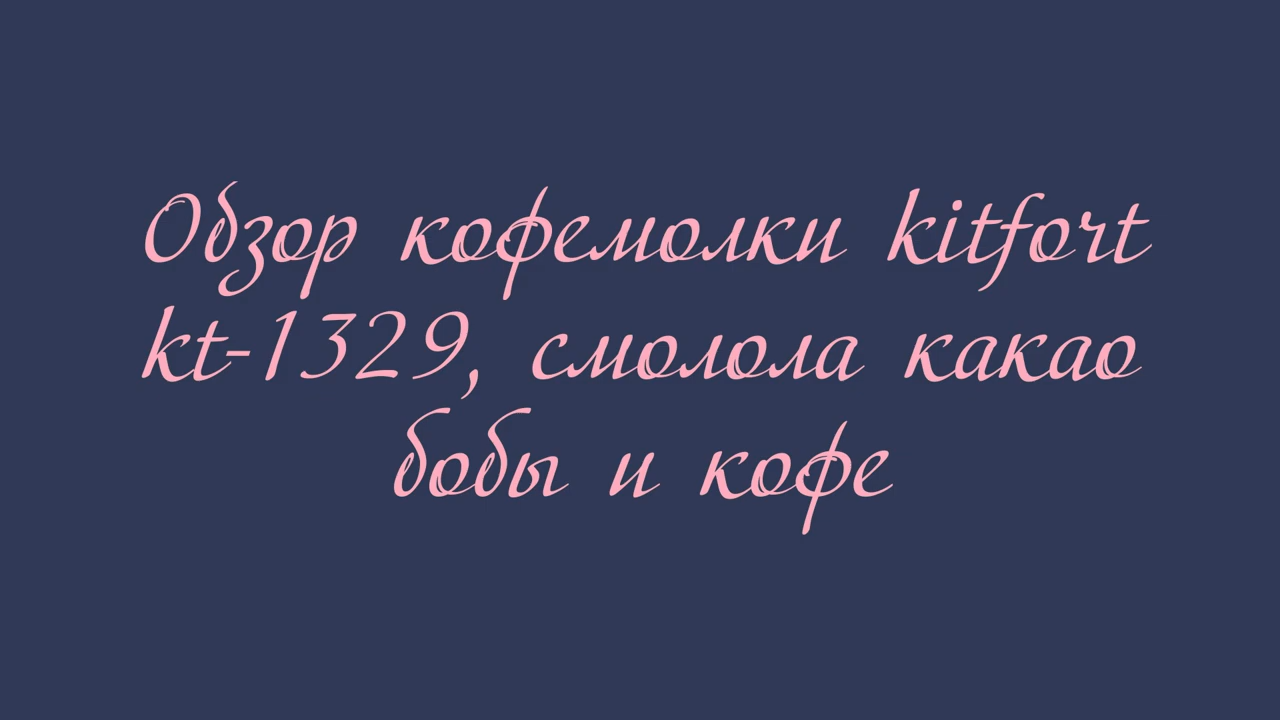 Обзор кофемолки kitfort
kt-1329, смолола какао
бобы и кофе